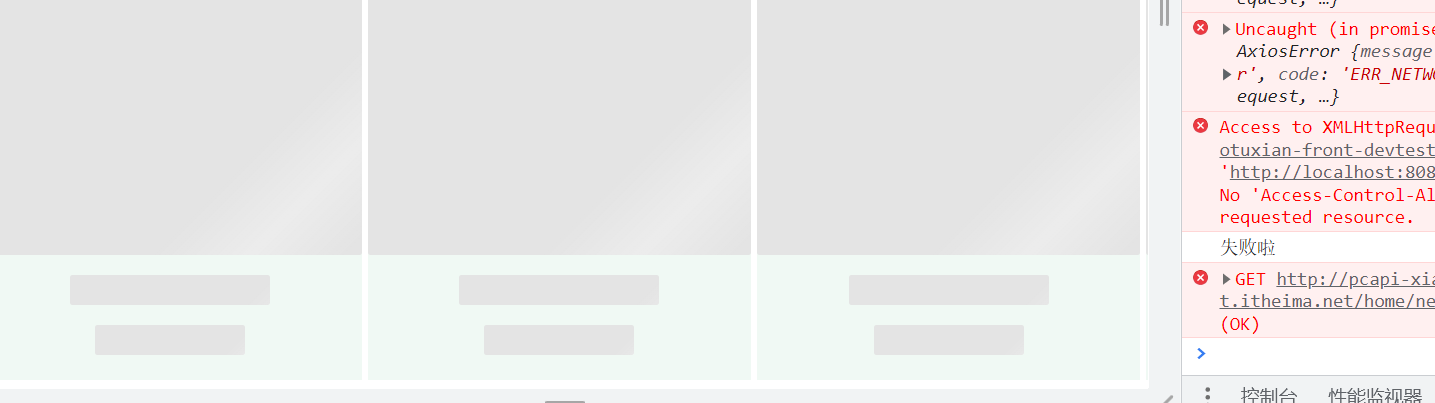 equest, …}
Uncaught (in promise
AxiosError {message
r', code: 'ERR_NETWO
equest, …}
Access to XMLHttpRequ
otuxian-front-devtest
'http://localhost:808
No 'Access-Control-Al
requested resource.
失败啦
GET http://pcapi-xia
t.itheima.net/home/ne
(OK)
控制台 性能监视器